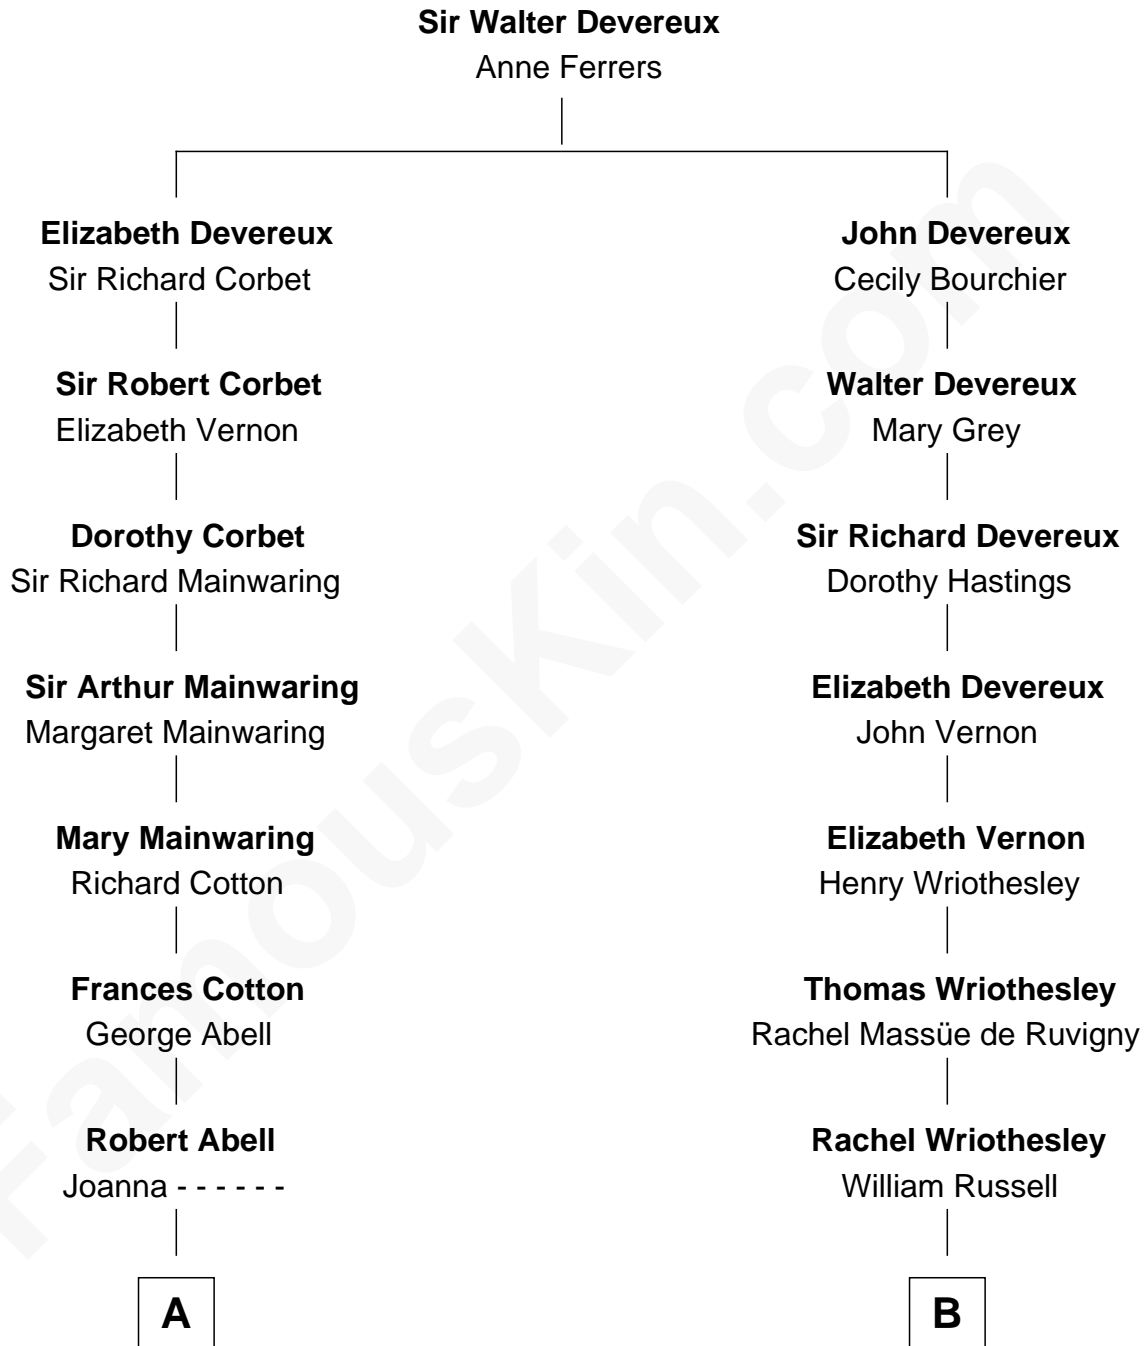 Sir Walter Devereux
Anne Ferrers
Elizabeth Devereux
Sir Richard Corbet
John Devereux
Cecily Bourchier
Sir Robert Corbet
Elizabeth Vernon
Walter Devereux
Mary Grey
Dorothy Corbet
Sir Richard Mainwaring
Sir Richard Devereux
Dorothy Hastings
Sir Arthur Mainwaring
Margaret Mainwaring
Elizabeth Devereux
John Vernon
Mary Mainwaring
Richard Cotton
Elizabeth Vernon
Henry Wriothesley
Frances Cotton
George Abell
Thomas Wriothesley
Rachel Massüe de Ruvigny
Robert Abell
Joanna - - - - - -
Rachel Wriothesley
William Russell
A
B
FamousKin.com